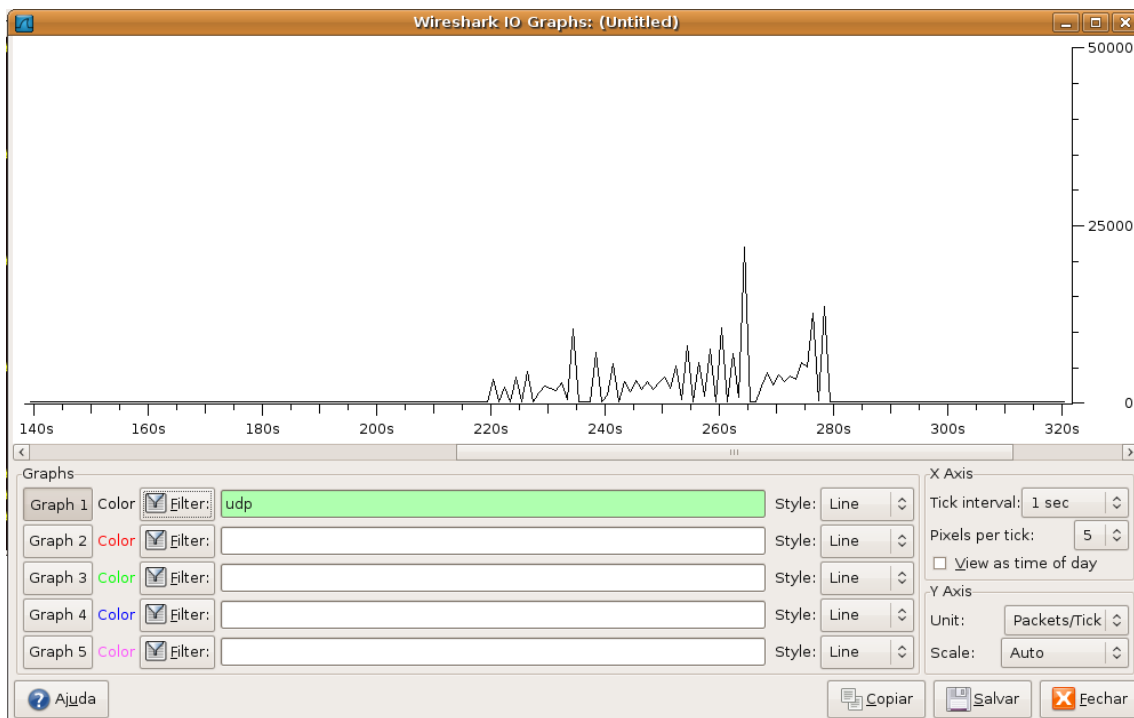 Wireshark IO Graphs: (Untitled)
50000
25000
0
140s 160s 180s 200s 220s 240s 260s 280s 300s 320s
Graphs
Graph 1 Color Filter: udp Style: Line
Graph 2 Color Filter: Style: Line
Graph 3 Color Filter: Style: Line
Graph 4 Color Filter: Style: Line
Graph 5 Color Filter: Style: Line
X Axis
Tick interval: 1 sec
Pixels per tick: 5
View as time of day
Y Axis
Unit: Packets/Tick
Scale: Auto
Ajuda Copiar Salvar Fechar